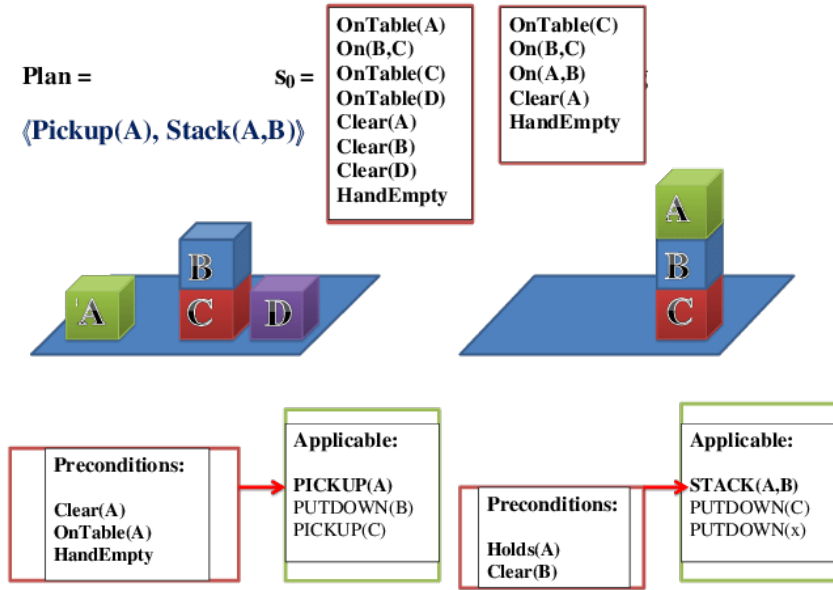 Plan =
⟪Pickup(A), Stack(A,B)⟫
s0 =
OnTable(A)
On(B,C)
OnTable(C)
OnTable(D)
Clear(A)
Clear(B)
Clear(D)
HandEmpty
OnTable(C)
On(B,C)
On(A,B)
Clear(A)
HandEmpty
A
B
C
D
A
B
C
Preconditions:
Clear(A)
OnTable(A)
HandEmpty
Applicable:
PICKUP(A)
PUTDOWN(B)
PICKUP(C)
Preconditions:
Holds(A)
Clear(B)
Applicable:
STACK(A,B)
PUTDOWN(C)
PUTDOWN(x)